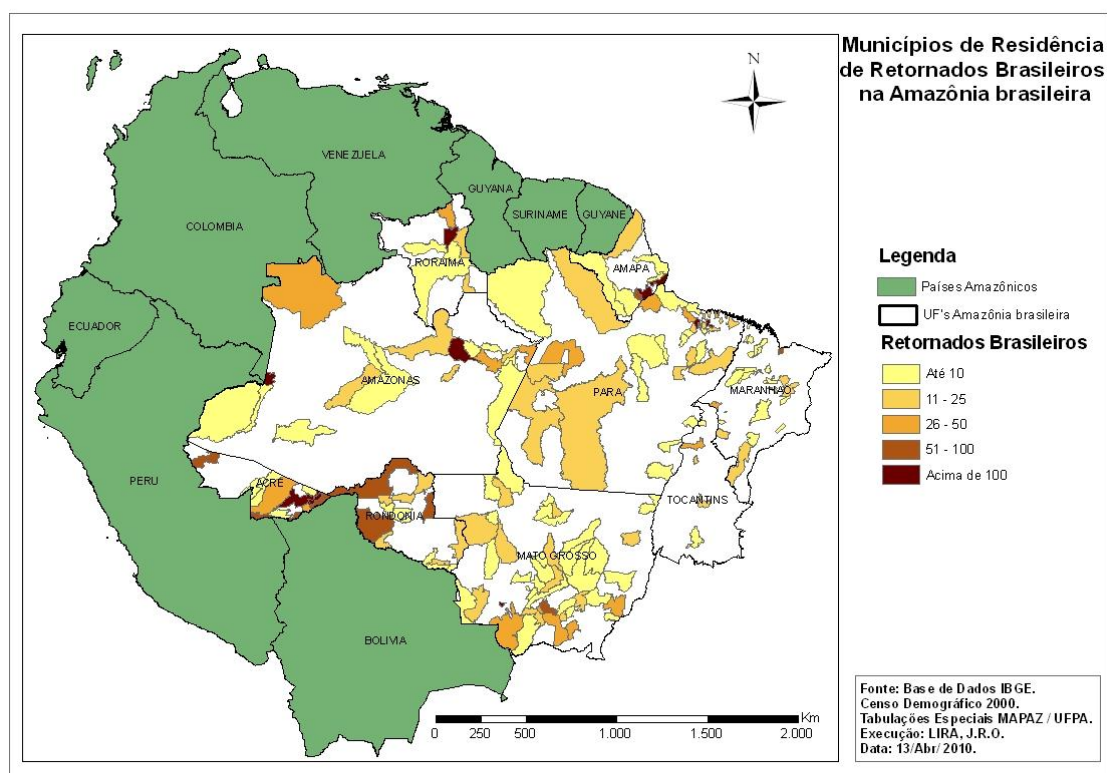 Municípios de Residência
de Retornados Brasileiros
na Amazônia brasileira
N
VENEZUELA
GUYANA
SURINAME
GUYANE
COLOMBIA
RORAIMA
AMAPA
ECUADOR
AMAZONAS
PARA
MARANHAO
PERU
ACRE
RONDONIA
TOCANTINS
MATO GROSSO
BOLIVIA
Legenda
Países Amazônicos
UF's Amazônia brasileira
Retornados Brasileiros
Até 10
11 - 25
26 - 50
51 - 100
Acima de 100
Km
0 250 500 1.000 1.500 2.000
Fonte: Base de Dados IBGE.
Censo Demográfico 2000.
Tabulações Especiais MAPAZ / UFPA.
Execução: LIRA, J.R.O.
Data: 13/Abr/ 2010.